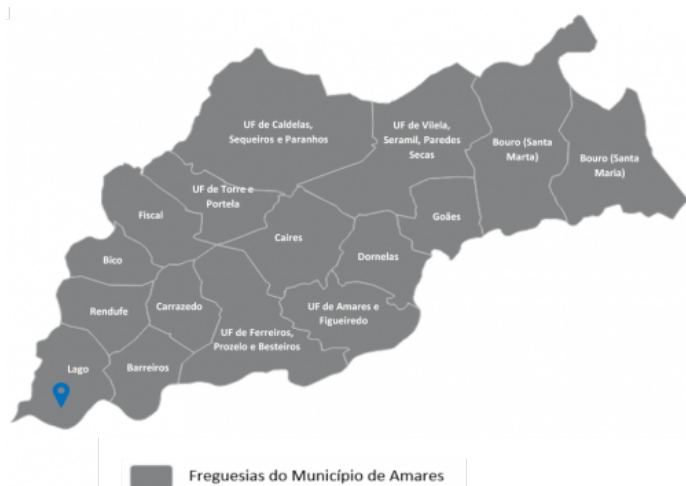 UF de Caldelas,
Sequeiros e Paranhos
UF de Vilela,
Seramil, Paredes
Secas
Bouro (Santa
Marta)
Bouro (Santa
Maria)
UF de Torre e
Portela
Fiscal
Goães
Caires
Bico
Dornelas
Rendufe
Carrazedo
UF de Amares e
Figueiredo
UF de Ferreiros,
Prozelo e Besteiros
Lago
Barreiros
Freguesias do Município de Amares